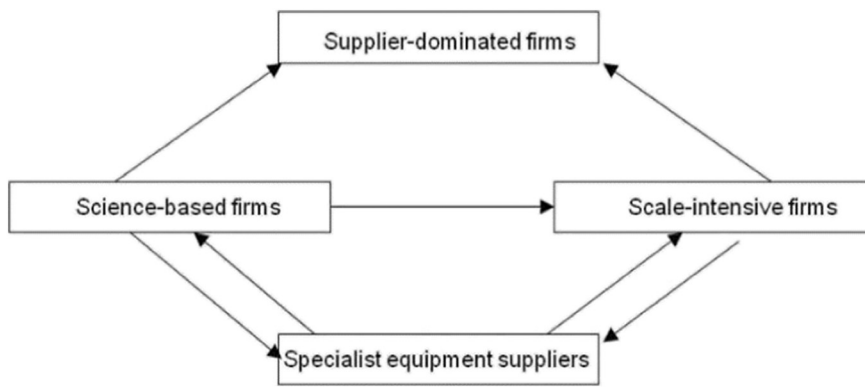 Supplier-dominated firms
Science-based firms
Scale-intensive firms
Specialist equipment suppliers